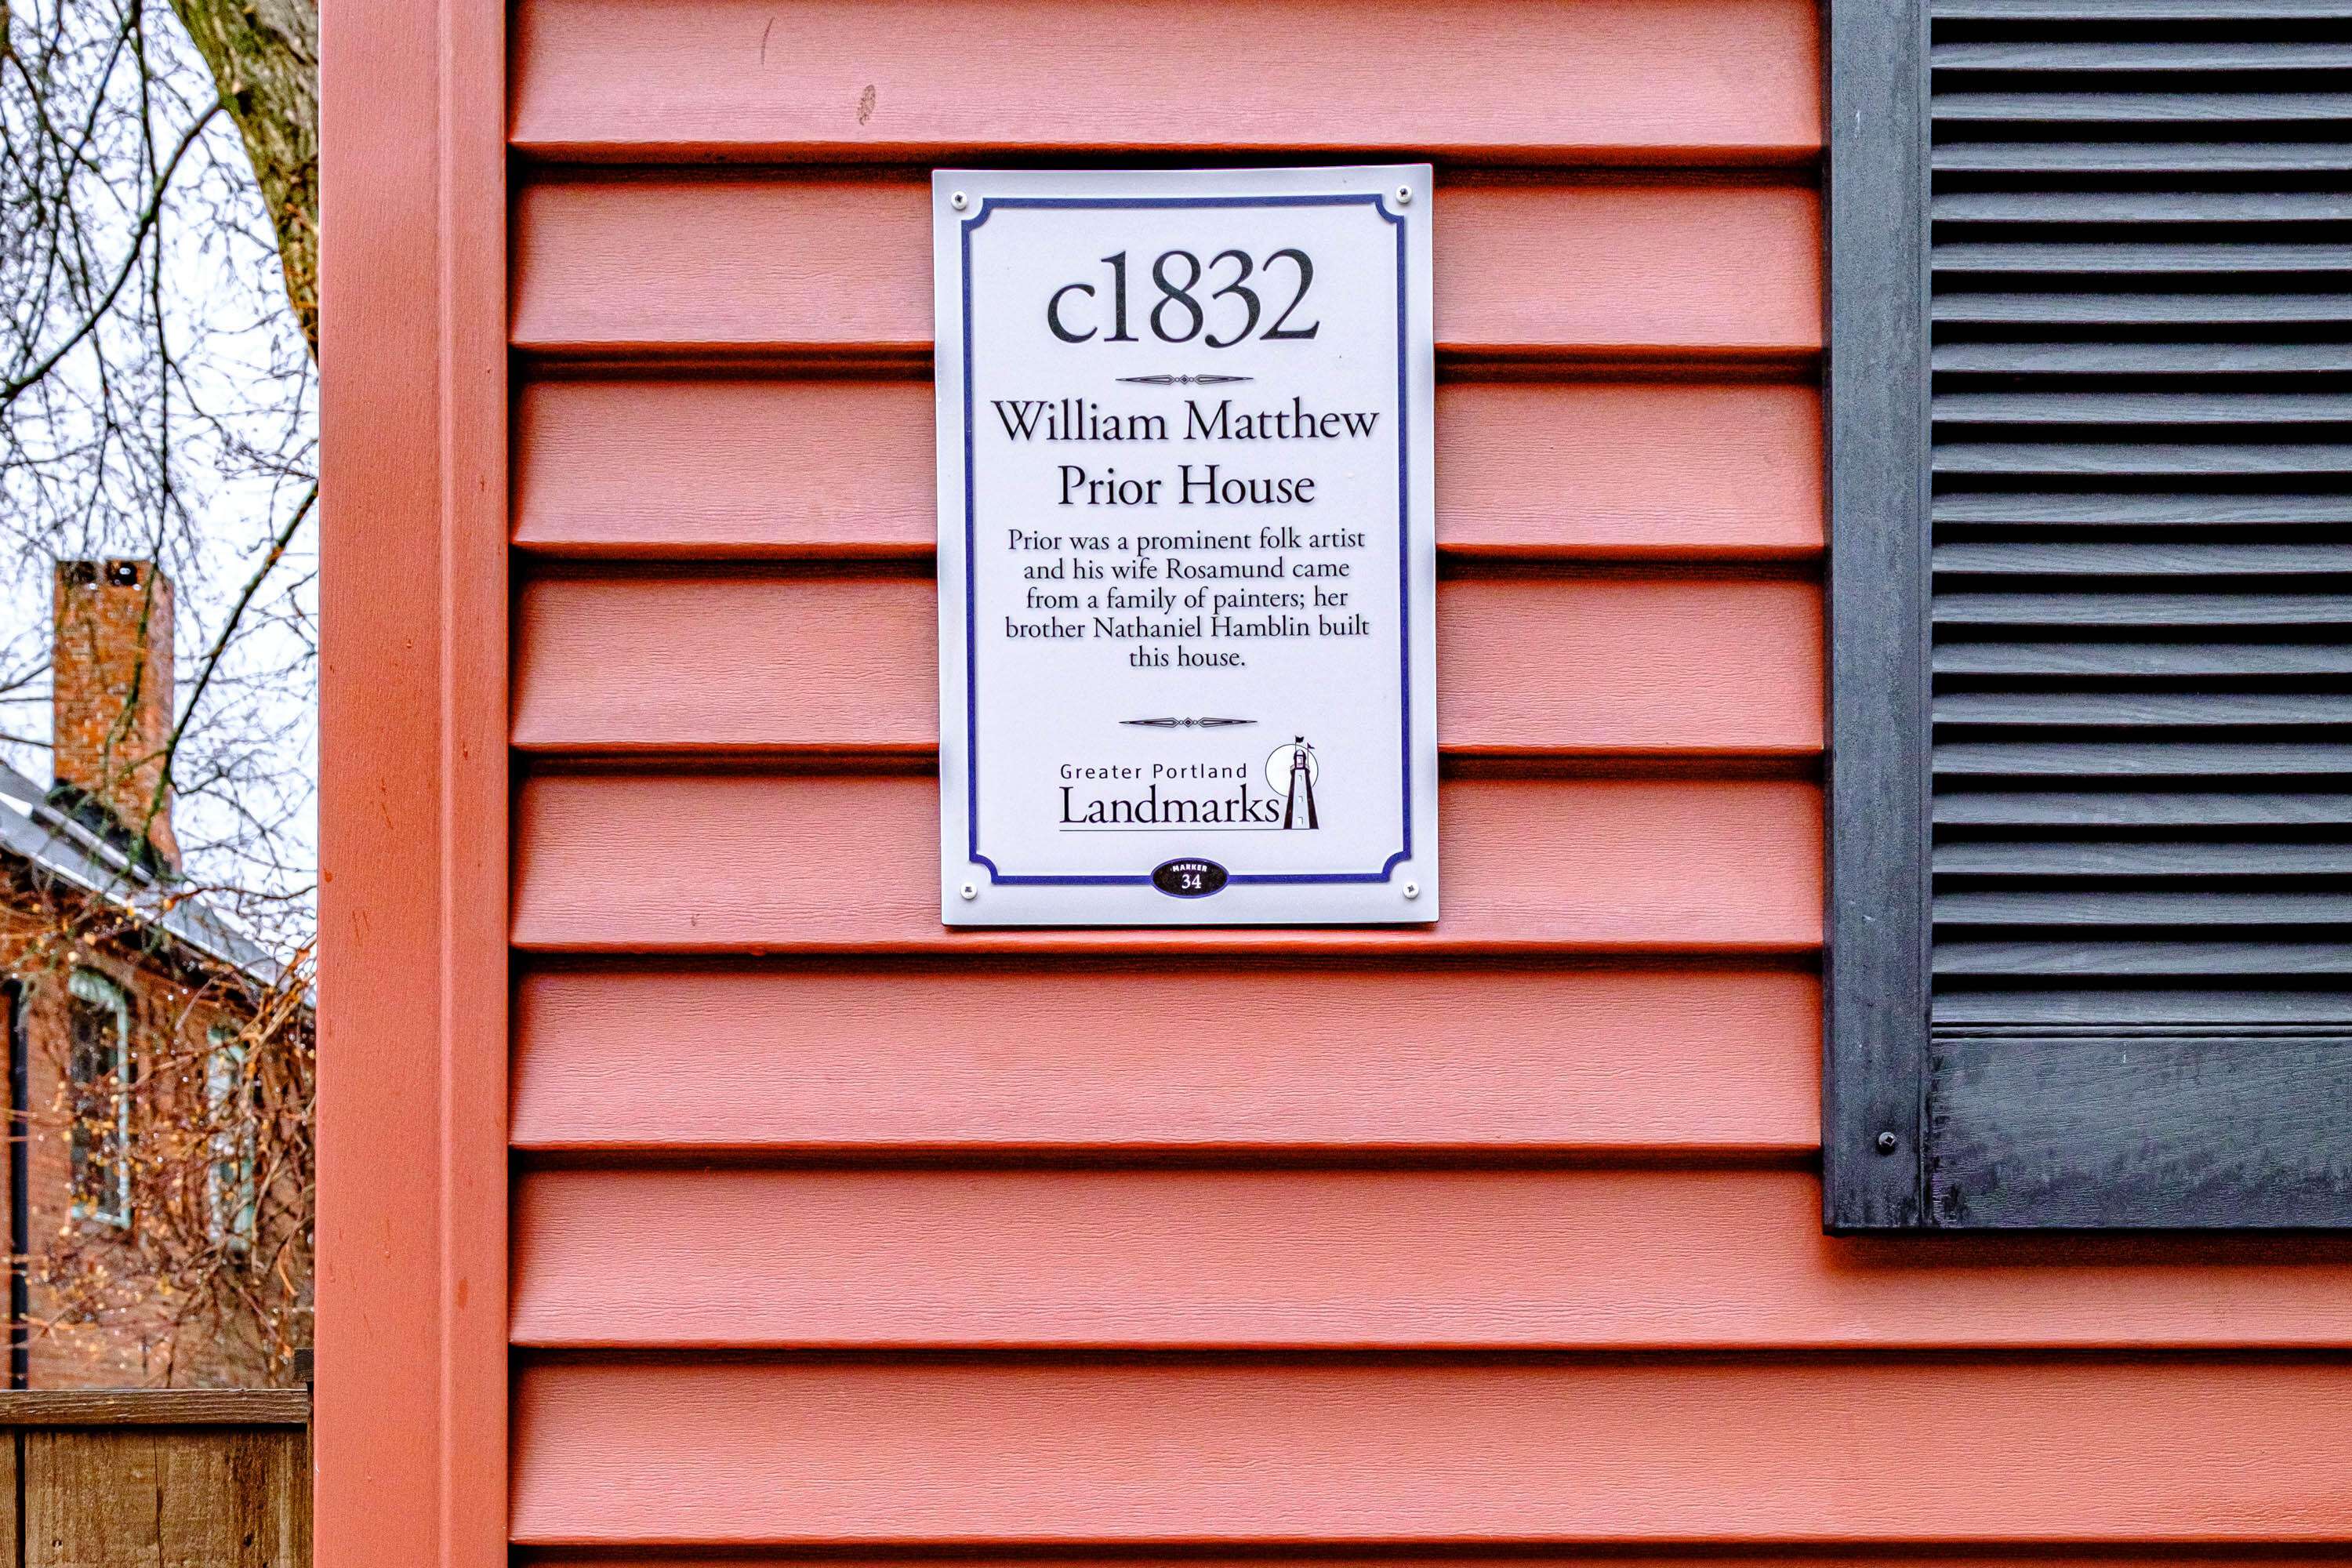 c1832
William Matthew
Prior House
Prior was a prominent folk artist
and his wife Rosamund came
from a family of painters; her
brother Nathaniel Hamblin built
this house.
Greater Portland
Landmarks
MARKER
34